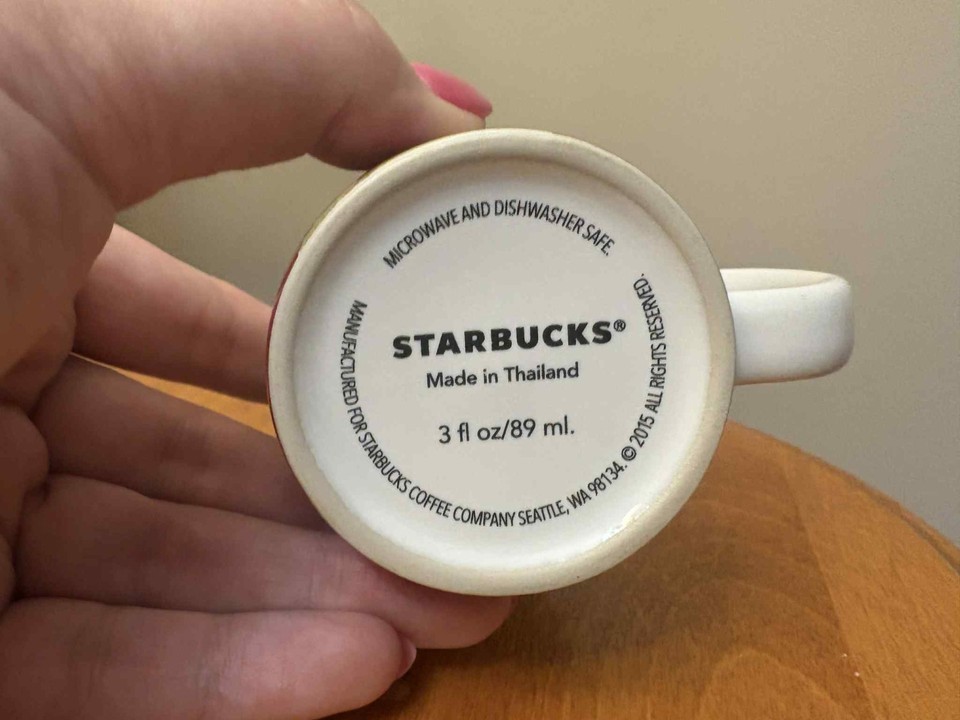 MICROWAVE AND DISHWASHER SAFE.
STARBUCKS®
Made in Thailand
3 fl oz/89 ml.
MANUFACTURED FOR STARBUCKS COFFEE COMPANY SEATTLE, WA 98134. © 2015 ALL RIGHTS RESERVED.